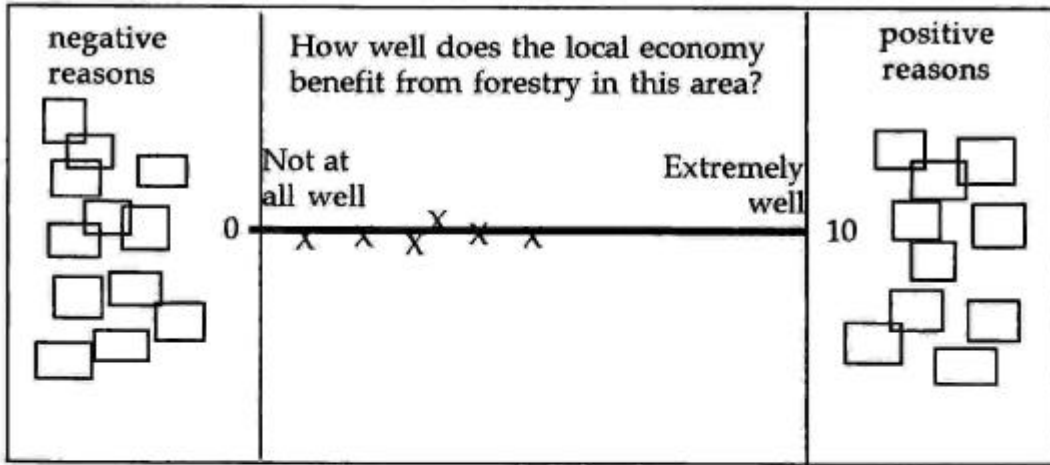 negative
reasons
How well does the local economy
benefit from forestry in this area?
positive
reasons
Not at
all well
Extremely
well
0
10
X X X X X X